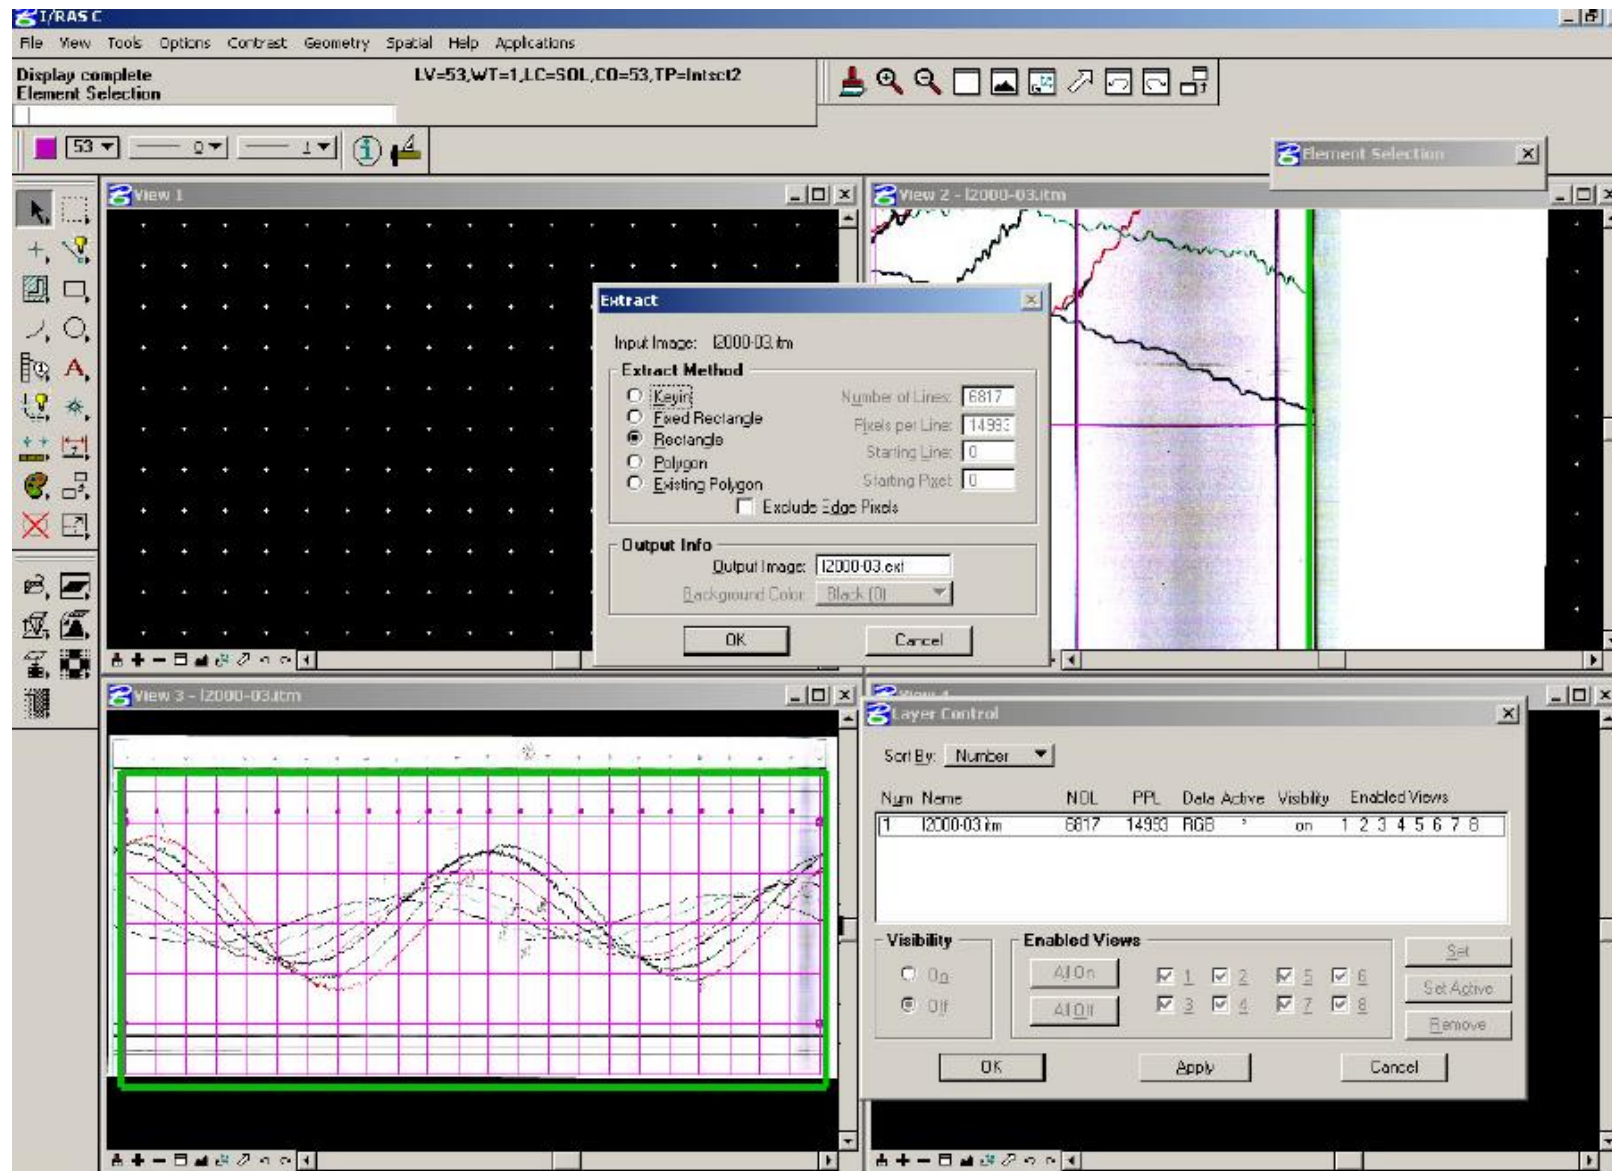 I/RAS C
File View Tools Options Contrast Geometry Spatial Help Applications
Display complete
LV=53,WT=1,LC=SOL,CO=53,TP=Intsct2
Element Selection
53 0 1
Element Selection
View 1
View 2 - l2000-03.itm
Extract
Input Image: l2000-03.itm
Extract Method
Keyin
Fixed Rectangle
Rectangle
Polygon
Existing Polygon
Number of Lines: 6817
Pixels per Line: 14993
Starting Line: 0
Starting Pixel: 0
Exclude Edge Pixels
Output Info
Output Image: l2000-03.ext
Background Color: Black (0)
OK Cancel
View 3 - l2000-03.itm
View 4
Layer Control
Sort By: Number
Num Name NOL PPL Data Active Visibility Enabled Views
1 l2000-03.itm 6817 14993 RGB * on 1 2 3 4 5 6 7 8
Visibility
On
Off
Enabled Views
All On 1 2 5 6
All Off 3 4 7 8
Set
Set Active
Remove
OK Apply Cancel